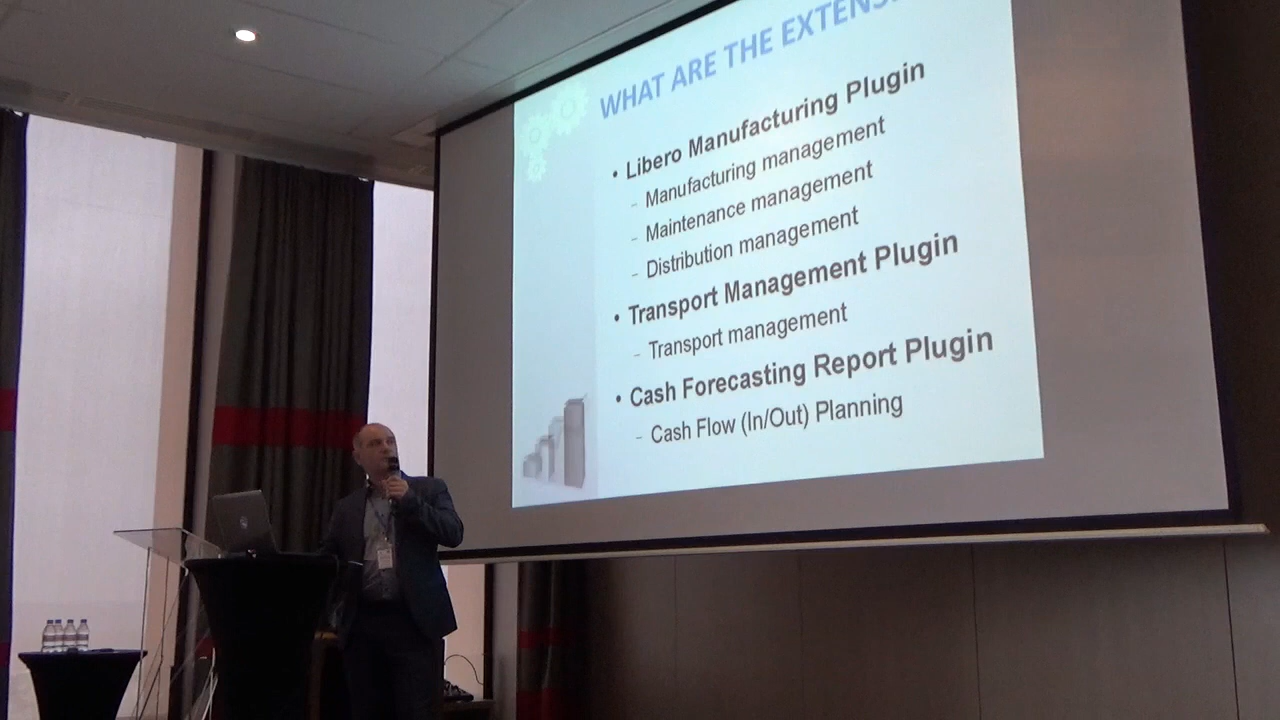 WHAT ARE THE EXTENS
• Libero Manufacturing Plugin
– Manufacturing management
– Maintenance management
– Distribution management
• Transport Management Plugin
– Transport management
• Cash Forecasting Report Plugin
– Cash Flow (In/Out) Planning